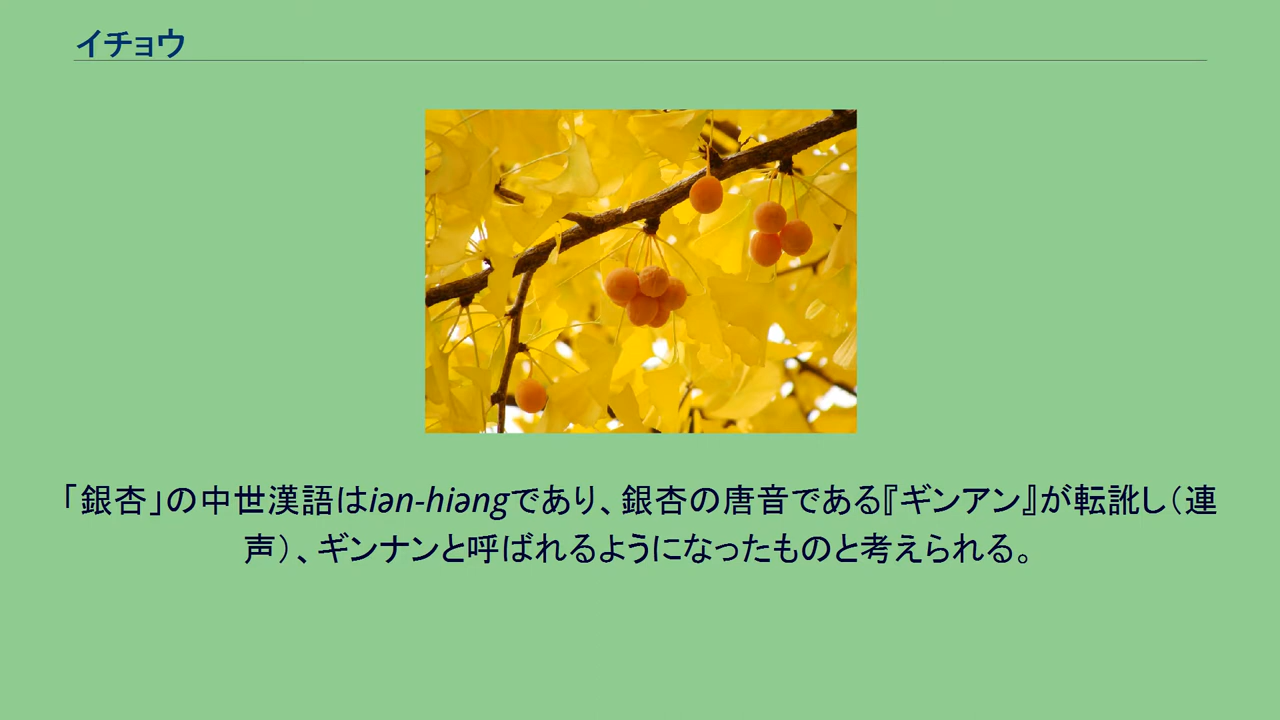 イチョウ
「銀杏」の中世漢語はiən-hiəngであり、銀杏の唐音である『ギンアン』が転訛し（連
声）、ギンナンと呼ばれるようになったものと考えられる。